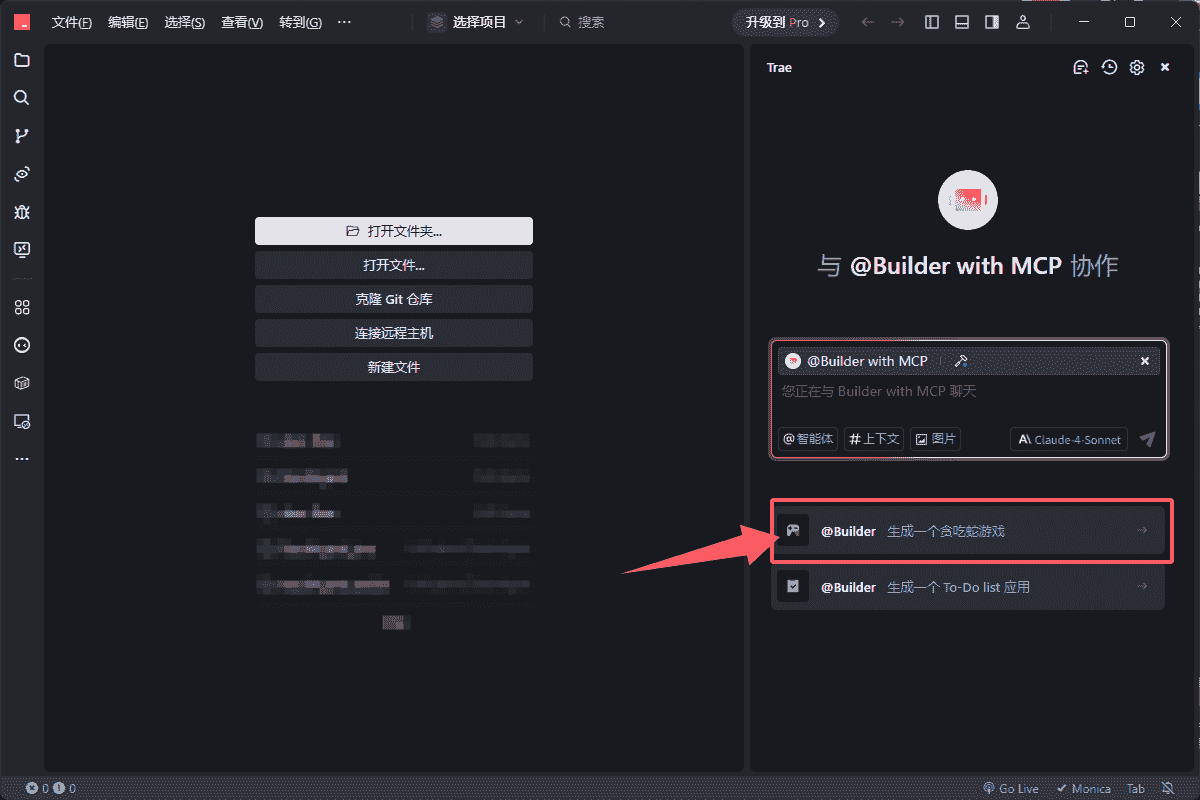 文件(F) 编辑(E) 选择(S) 查看(V) 转到(G) ··· 选择项目 搜索 升级到 Pro
Trae
与 @Builder with MCP 协作
打开文件夹...
打开文件...
克隆 Git 仓库
连接远程主机
新建文件
@Builder with MCP
您正在与 Builder with MCP 聊天
@智能体 #上下文 图片 A\ Claude-4-Sonnet
@Builder 生成一个贪吃蛇游戏
@Builder 生成一个 To-Do list 应用
0 0 Go Live Monica Tab